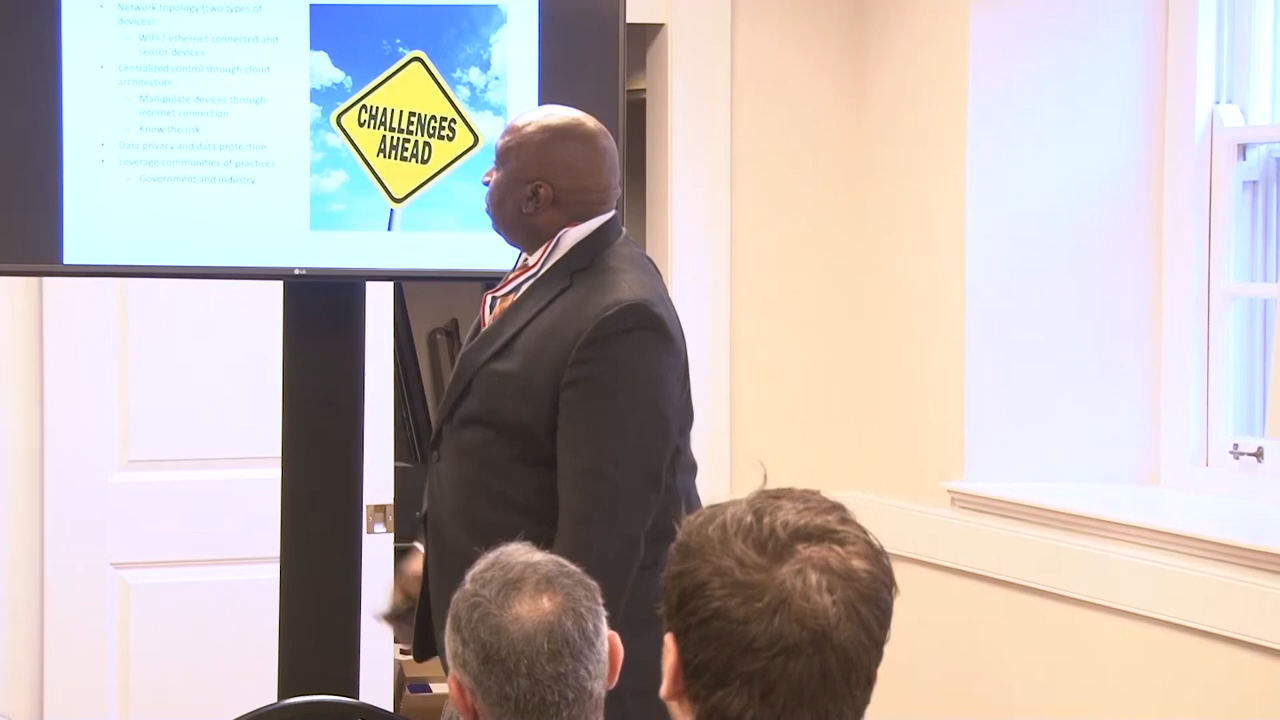 • Network topology (two types of
devices)
– WIFI / ethernet connected and
sensor devices
• Centralized control through cloud
architecture
– Manipulate devices through
internet connection
– Know the risk
• Data privacy and data protection
• Leverage communities of practices
– Government and industry
CHALLENGES
AHEAD
LG